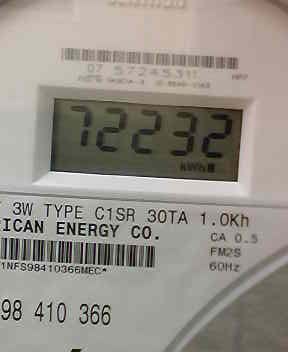 07 57245311
72232
kWh
3W TYPE C1SR 30TA 1.0Kh
ICAN ENERGY CO.
CA 0.5
FM2S
1NFS98410366MEC*
60Hz
98 410 366